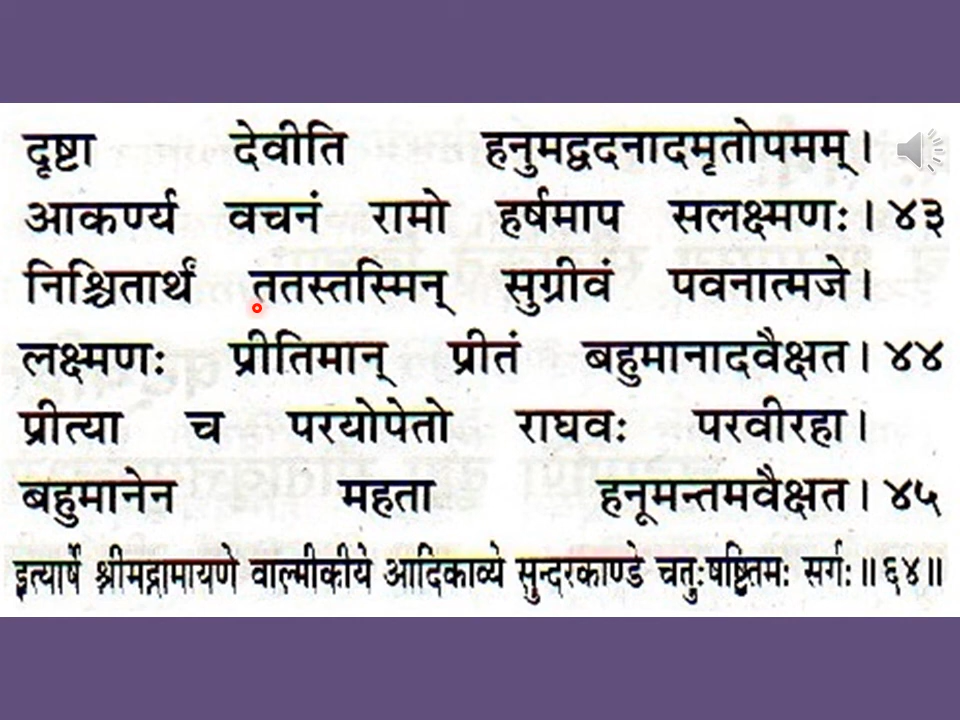 दृष्टा देवीति हनुमद्वदनादमृतोपमम् ।
आकर्ण्य वचनं रामो हर्षमाप सलक्ष्मणः । ४३
निश्चितार्थं ततस्तस्मिन् सुग्रीवं पवनात्मजे ।
लक्ष्मणः प्रीतिमान् प्रीतं बहुमानादवैक्षत । ४४
प्रीत्या च परयोपेतो राघवः परवीरहा ।
बहुमानेन महता हनूमन्तमवैक्षत । ४५
इत्यार्षे श्रीमद्रामायणे वाल्मीकीये आदिकाव्ये सुन्दरकाण्डे चतुःषष्टितमः सर्गः ॥ ६४ ॥